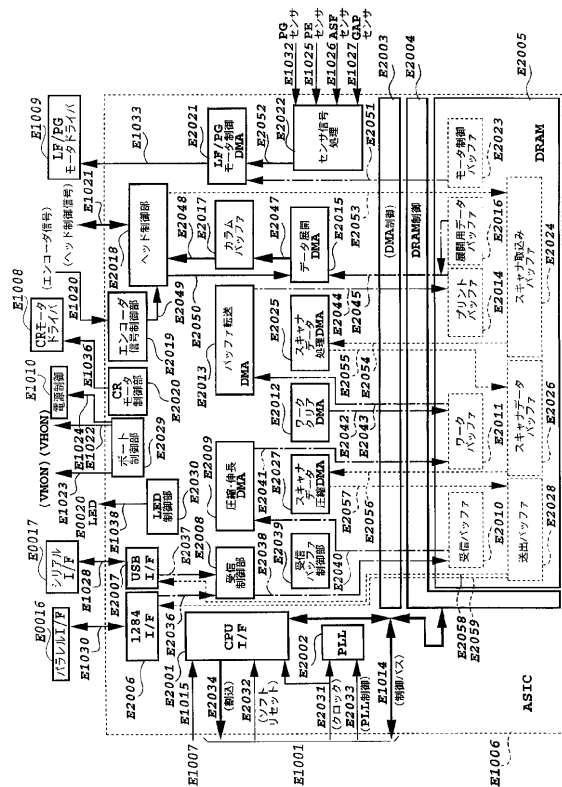 E0016
パラレルI/F
E1030
E0017
シリアルI/F
E1028
E0020
LED
E1038
E1023
(VMON)
(VHON)
E1024
E1022
E1010
電源制御
E1036
E1008
CRモータ
ドライバ
E1020
(エンコーダ信号)
(ヘッド制御信号)
E1021
E1009
LF/PG
モータドライバ
E1033
E1032 PG
センサ
E1025 PE
センサ
E1026 ASF
センサ
E1027 GAP
センサ
E2006
1284
I/F
E2007
USB
I/F
E2037
E2036
LED
制御部
E2030
ポート
制御部
E2029
CR
モータ
制御部
E2020
エンコーダ
信号制御部
E2019
E2018
ヘッド制御部
E2049
E2050
E2048
カラム
バッファ
E2017
E2047
LF/PG
モータ制御
DMA
E2021
E2052
E2022
センサ信号
処理
E2051
E1007
E1015
E2001
CPU
I/F
E2034
(割込)
E2032
(ソフト
リセット)
E2008
受信
制御部
E2038
E2039
受信
バッファ
制御部
E2040
E2009
圧縮・伸長
DMA
E2041
E2027
スキャナ
データ
圧縮DMA
E2057
E2056
E2012
ワーク
クリア
DMA
E2042
E2043
E2013
バッファ転送
DMA
E2025
スキャナ
データ
処理DMA
E2055
E2054
E2044
E2045
データ展開
DMA
E2015
E2053
E2002
PLL
E1001
E2031
(クロック)
E2033
(PLL制御)
E1014
(制御バス)
(DMA制御)
E2003
DRAM制御
E2004
E2005
DRAM
E2058
E2059
受信バッファ
E2010
ワーク
バッファ
E2011
プリント
バッファ
E2014
展開用データ
バッファ
E2016
モータ制御
バッファ
E2023
送出バッファ
E2028
スキャナデータ
バッファ
E2026
スキャナ取込み
バッファ
E2024
ASIC
E1006